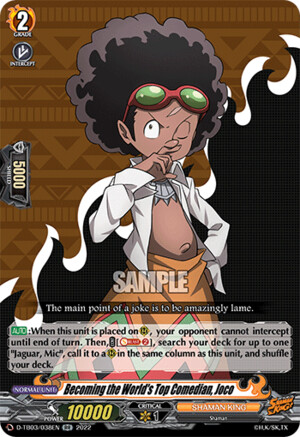 2
GRADE
INTERCEPT
5000
SHIELD
SAMPLE
The main point of a joke is to be amazingly lame.
AUTO:When this unit is placed on , your opponent cannot intercept
until end of turn. Then, [ 2], search your deck for up to one
"Jaguar, Mic", call it to a in the same column as this unit, and shuffle
your deck.
NORMAL UNIT
Becoming the World's Top Comedian, Joco
POWER 10000 CRITICAL 1 SHAMAN KING
Shaman
D-TB03/038EN RR 2022
©H.K/SK,TX